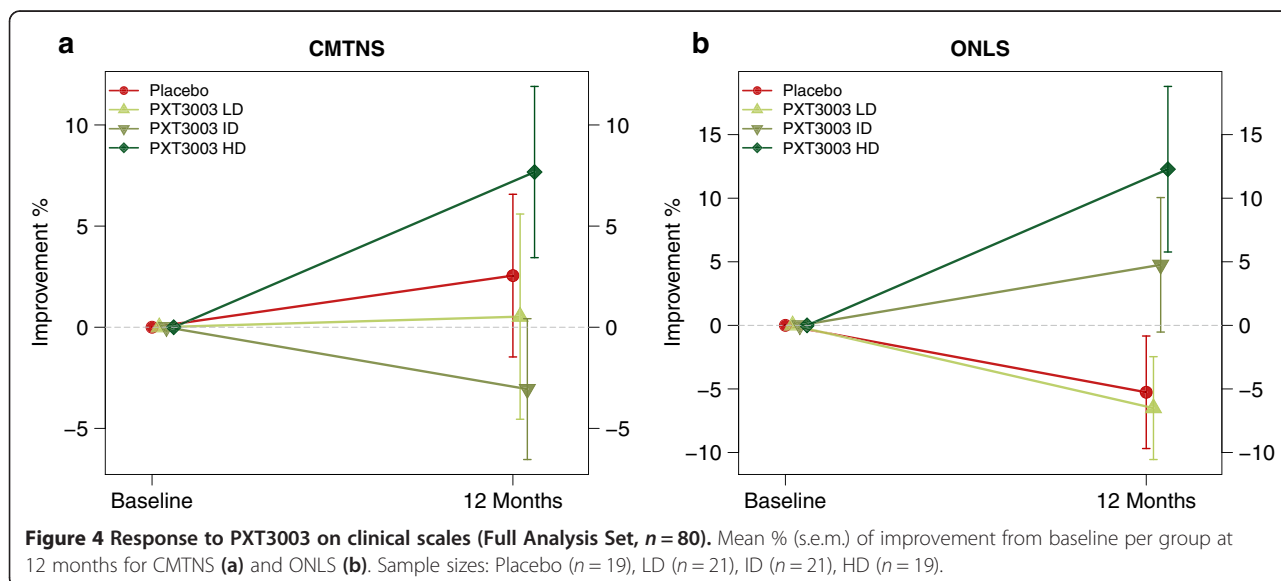 a
CMTNS
Placebo
PXT3003 LD
PXT3003 ID
PXT3003 HD
Improvement %
10
5
0
−5
10
5
0
−5
Baseline
12 Months
b
ONLS
Placebo
PXT3003 LD
PXT3003 ID
PXT3003 HD
Improvement %
15
10
5
0
−5
−10
15
10
5
0
−5
−10
Baseline
12 Months
Figure 4 Response to PXT3003 on clinical scales (Full Analysis Set, n = 80). Mean % (s.e.m.) of improvement from baseline per group at
12 months for CMTNS (a) and ONLS (b). Sample sizes: Placebo (n = 19), LD (n = 21), ID (n = 21), HD (n = 19).